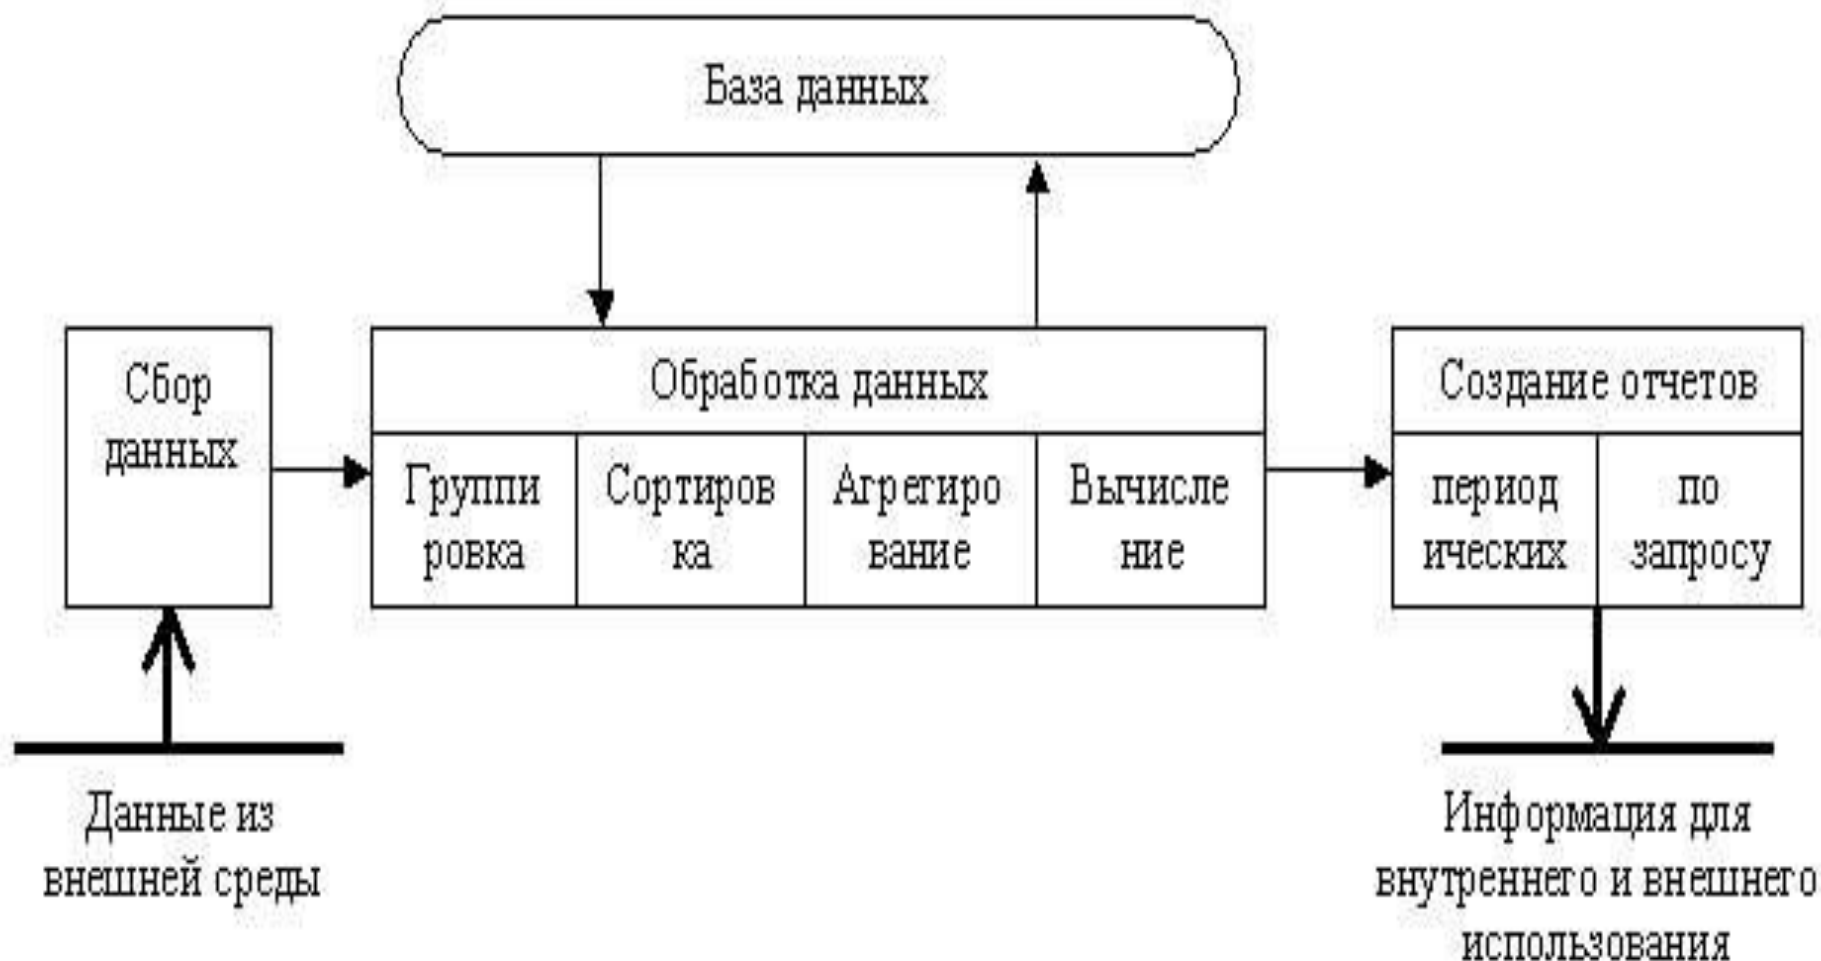 База данных
Сбор
данных
Обработка данных
Группи
ровка
Сортиров
ка
Агрегиро
вание
Вычисле
ние
Создание отчетов
период
ических
по
запросу
Данные из
внешней среды
Информация для
внутреннего и внешнего
использования